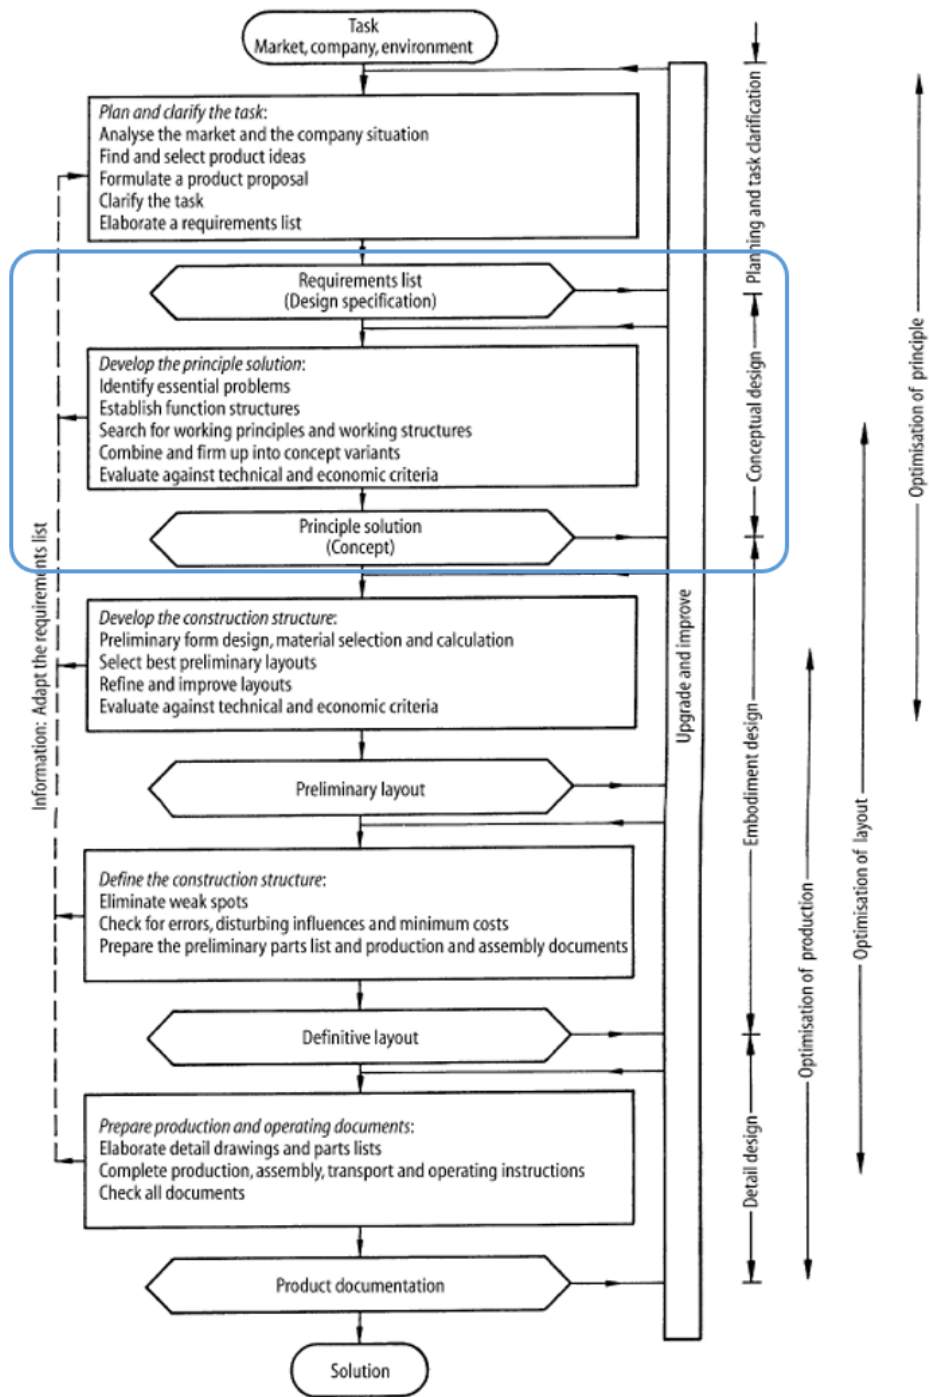 Task
Market, company, environment
Plan and clarify the task:
Analyse the market and the company situation
Find and select product ideas
Formulate a product proposal
Clarify the task
Elaborate a requirements list
Requirements list
(Design specification)
Develop the principle solution:
Identify essential problems
Establish function structures
Search for working principles and working structures
Combine and firm up into concept variants
Evaluate against technical and economic criteria
Principle solution
(Concept)
Develop the construction structure:
Preliminary form design, material selection and calculation
Select best preliminary layouts
Refine and improve layouts
Evaluate against technical and economic criteria
Preliminary layout
Define the construction structure:
Eliminate weak spots
Check for errors, disturbing influences and minimum costs
Prepare the preliminary parts list and production and assembly documents
Definitive layout
Prepare production and operating documents:
Elaborate detail drawings and parts lists
Complete production, assembly, transport and operating instructions
Check all documents
Product documentation
Solution
Information: Adapt the requirements list
Upgrade and improve
Planning and task clarification
Conceptual design
Embodiment design
Detail design
Optimisation of production
Optimisation of layout
Optimisation of principle